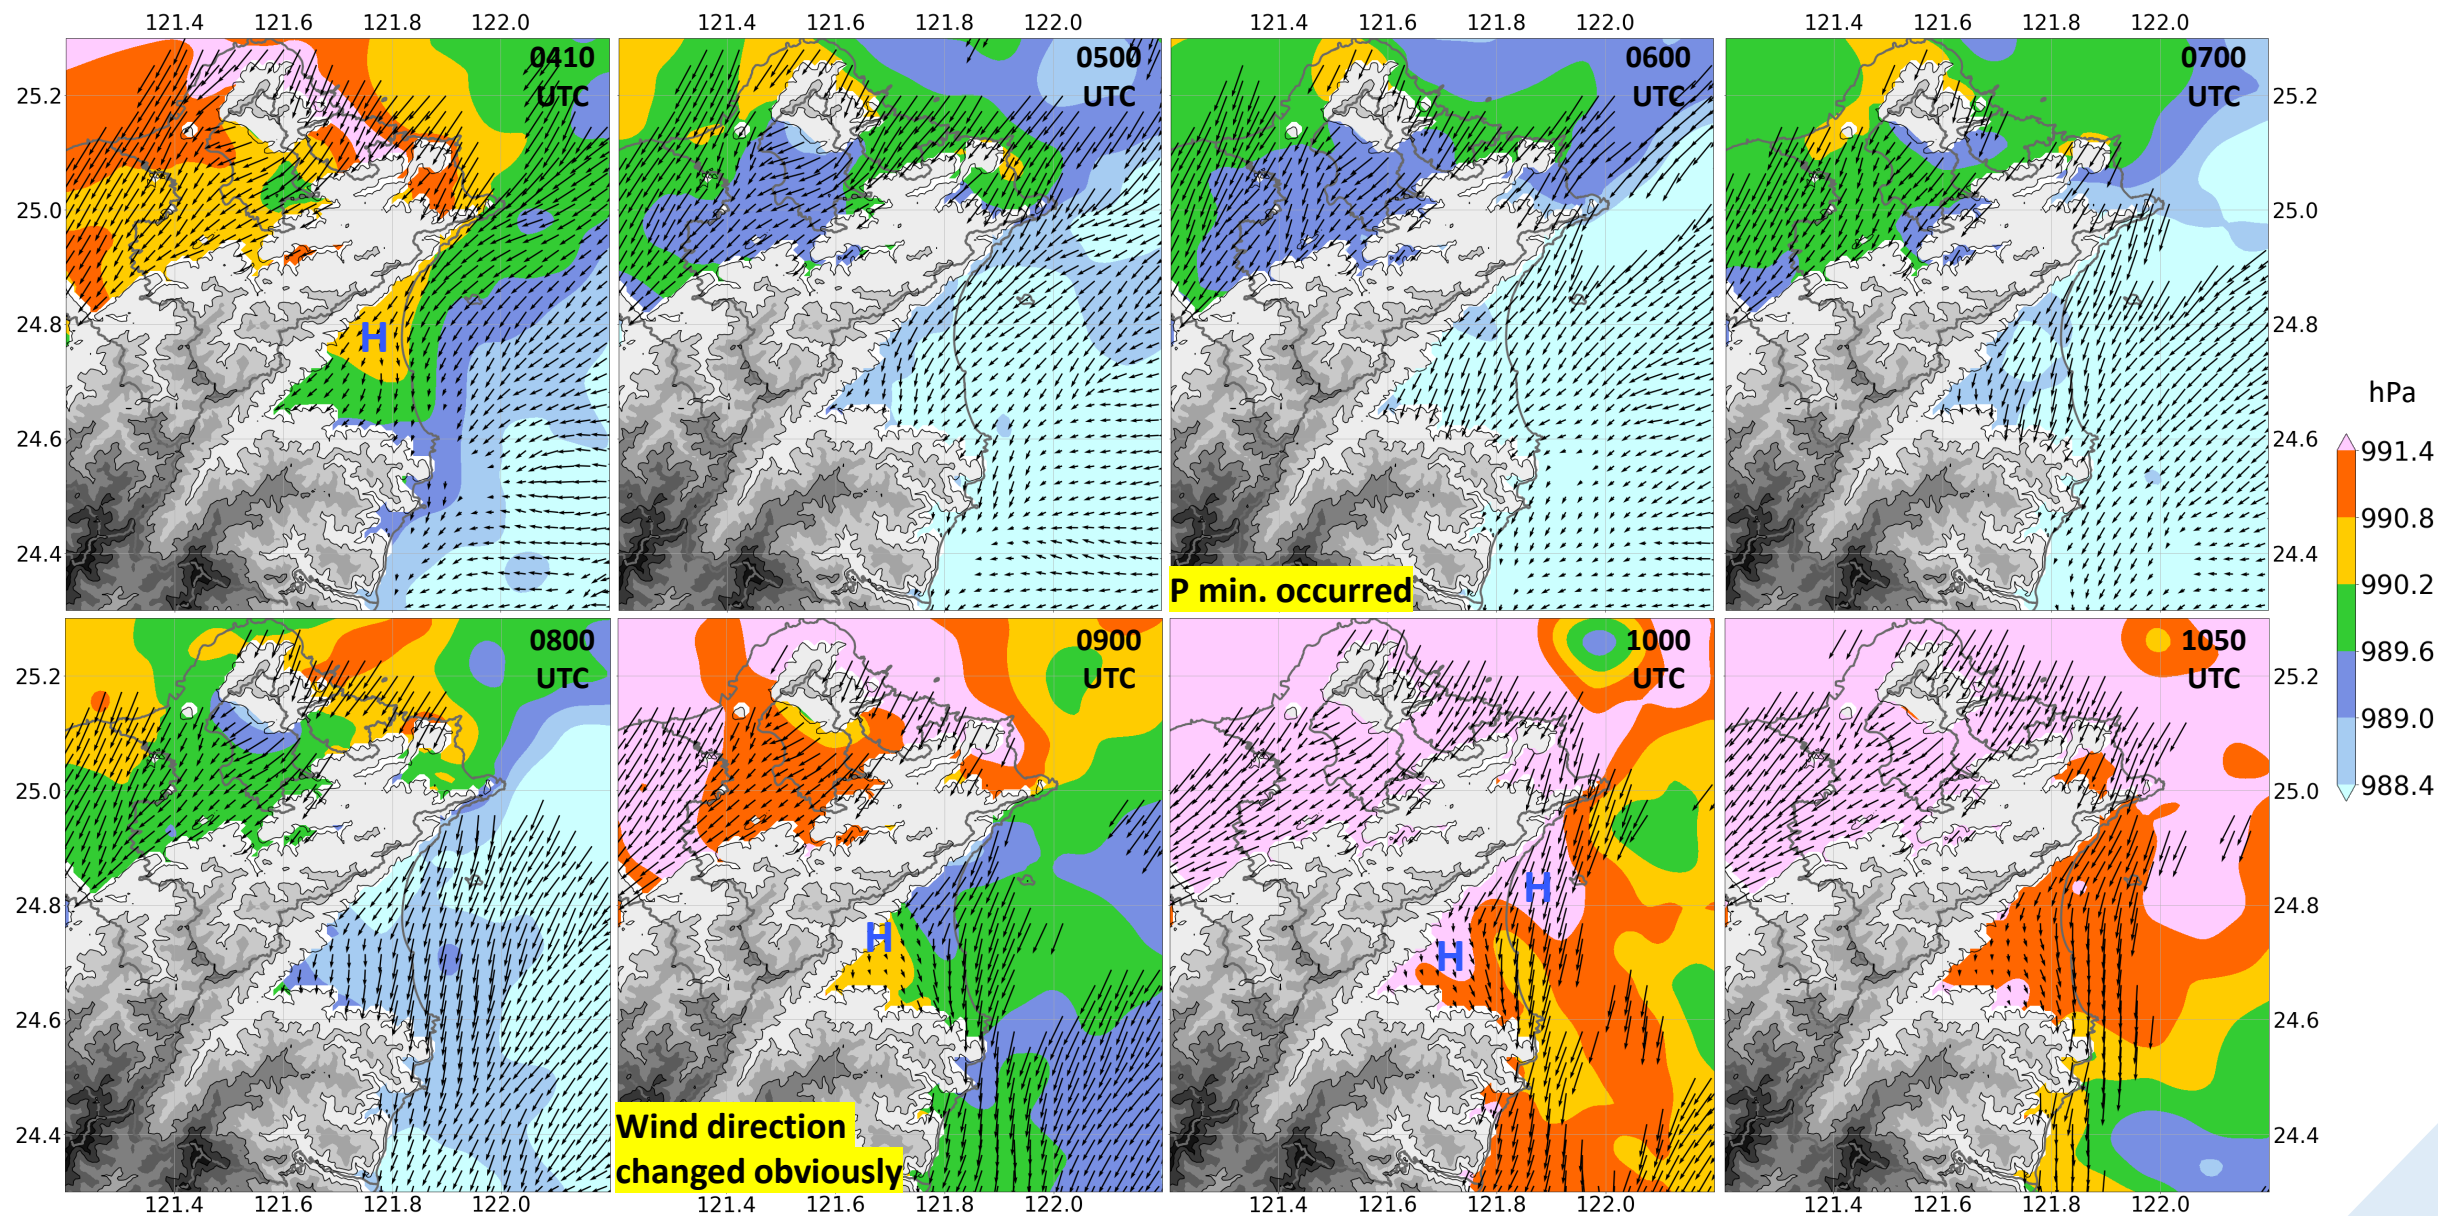 121.4 121.6 121.8 122.0 121.4 121.6 121.8 122.0 121.4 121.6 121.8 122.0 121.4 121.6 121.8 122.0
0410
UTC
0500
UTC
0600
UTC
0700
UTC
25.2 25.2
25.0 25.0
24.8 24.8
24.6 24.6
24.4 24.4
H
P min. occurred
hPa
991.4
990.8
990.2
989.6
989.0
988.4
0800
UTC
0900
UTC
1000
UTC
1050
UTC
25.2 25.2
25.0 25.0
24.8 24.8
24.6 24.6
24.4 24.4
H
H
H
Wind direction
changed obviously
121.4 121.6 121.8 122.0 121.4 121.6 121.8 122.0 121.4 121.6 121.8 122.0 121.4 121.6 121.8 122.0